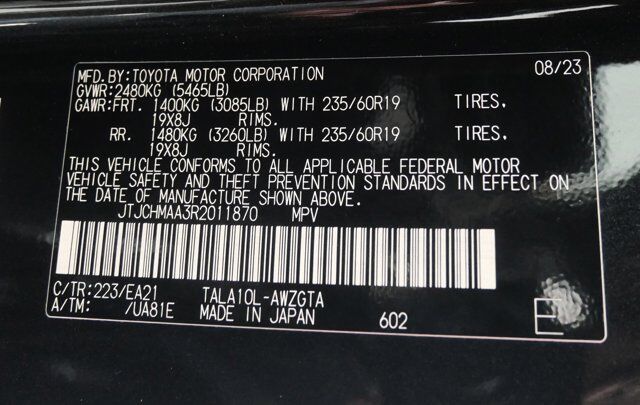 MFD.BY:TOYOTA MOTOR CORPORATION 08/23
GVWR:2480KG (5465LB)
GAWR:FRT. 1400KG (3085LB) WITH 235/60R19 TIRES,
19X8J RIMS.
RR. 1480KG (3260LB) WITH 235/60R19 TIRES,
19X8J RIMS.
THIS VEHICLE CONFORMS TO ALL APPLICABLE FEDERAL MOTOR
VEHICLE SAFETY AND THEFT PREVENTION STANDARDS IN EFFECT ON
THE DATE OF MANUFACTURE SHOWN ABOVE.
JTJCHMAA3R2011870 MPV
C/TR:223/EA21 TALA10L-AWZGTA
A/TM: /UA81E MADE IN JAPAN 602 E